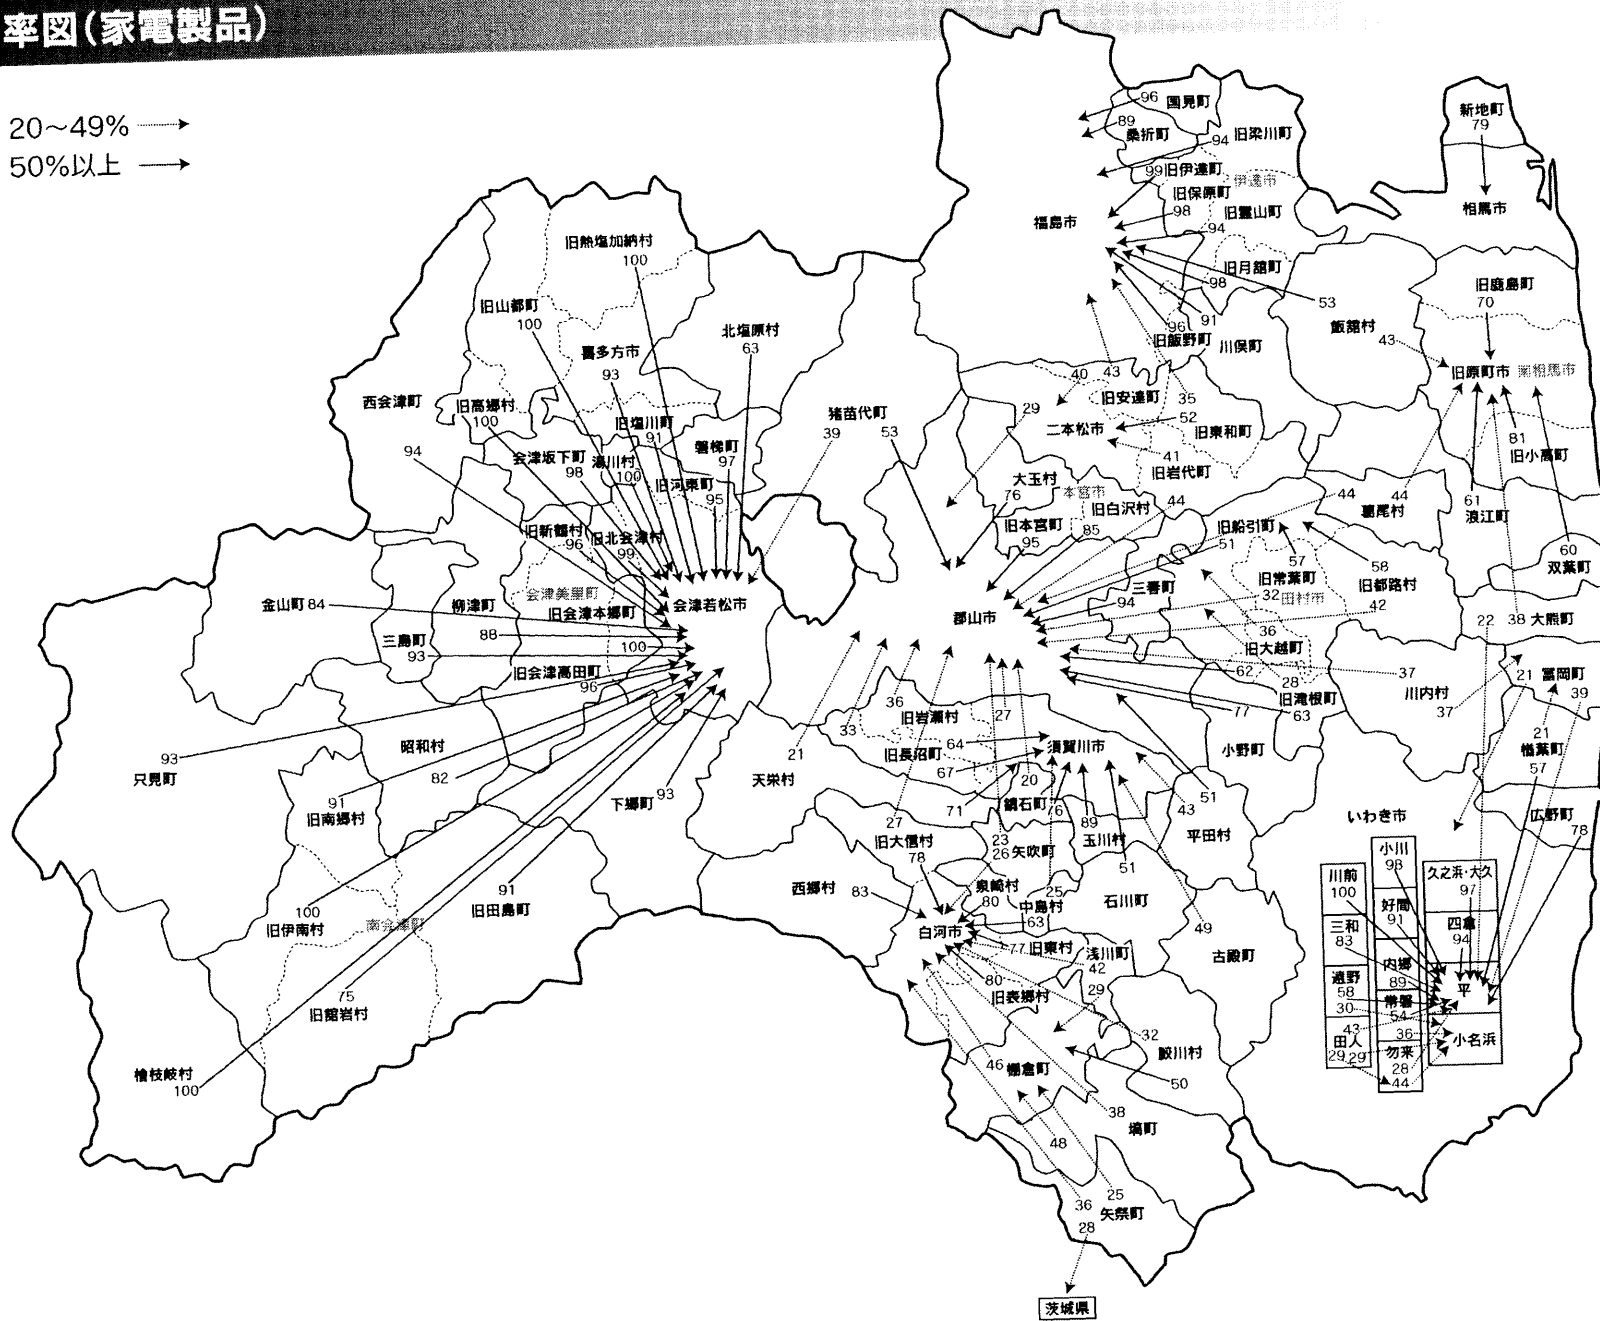 率図(家電製品)
20～49%
50%以上
96 国見町
89
桑折町
94 旧梁川町
99 旧伊達町
伊達市
旧保原町
98
旧霊山町
94
福島市
旧月舘町
98
53
91
96
旧飯野町
川俣町
飯舘村
43
新地町
79
相馬市
旧鹿島町
70
旧原町市 南相馬市
81
旧小高町
61
浪江町
44
葛尾村
60
双葉町
22 38 大熊町
旧熱塩加納村
100
旧山都町
100
喜多方市
93
北塩原村
63
西会津町
94
旧高郷村
100
旧塩川町
91
会津坂下町
98
湯川村
100
磐梯町
97
旧河東町
95
旧新鶴村
96
旧北会津村
99
会津美里町
旧会津本郷町
会津若松市
猪苗代町
39 53
29
40 43
旧安達町
35
52
二本松市
旧東和町
41
旧岩代町
大玉村
76
本宮市
旧本宮町
95
旧白沢村
85
44
44
旧船引町
51
57
旧常葉町
田村市
32
58
旧都路村
42
三春町
94
36
旧大越町
62
28
旧滝根町
63
77
小野町
郡山市
37
川内村
37
21
富岡町
39
21
楢葉町
57
広野町
78
金山町 84
柳津町
88
三島町
93
100
旧会津高田町
96
93
只見町
昭和村
82
91
旧南郷村
下郷町 93
100
旧伊南村
南会津町
91
旧田島町
75
旧舘岩村
檜枝岐村
100
21
天栄村
33
36
旧岩瀬村
27
旧長沼町
64
67
須賀川市
71
20
鏡石町
76
89
玉川村
51
51
43
平田村
27
旧大信村
78
23
26 矢吹町
西郷村 83
泉崎村
80
25
中島村
63
石川町
白河市
77 旧東村
浅川町
42
49
古殿町
80
旧表郷村
29
32
鮫川村
50
46
棚倉町
38
塙町
48
25
36
矢祭町
28
茨城県
いわき市
小川
98
川前
100
久之浜・大久
97
好間
91
三和
83
四倉
94
内郷
89
遠野
58
30
平
常磐
54
43
田人
29 29
36
小名浜
勿来
28
44